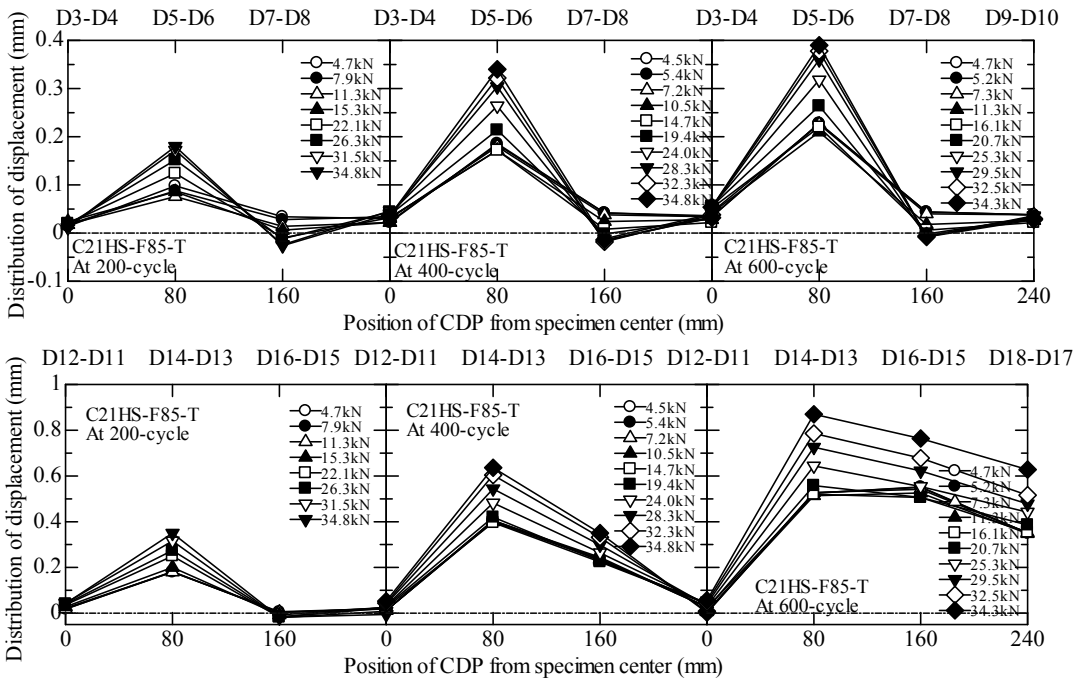 D3-D4 D5-D6 D7-D8 D3-D4 D5-D6 D7-D8 D3-D4 D5-D6 D7-D8 D9-D10
Distribution of displacement (mm)
0.4
0.3
0.2
0.1
0
-0.1
4.7kN
7.9kN
11.3kN
15.3kN
22.1kN
26.3kN
31.5kN
34.8kN
C21HS-F85-T
At 200-cycle
4.5kN
5.4kN
7.2kN
10.5kN
14.7kN
19.4kN
24.0kN
28.3kN
32.3kN
34.8kN
C21HS-F85-T
At 400-cycle
4.7kN
5.2kN
7.3kN
11.3kN
16.1kN
20.7kN
25.3kN
29.5kN
32.5kN
34.3kN
C21HS-F85-T
At 600-cycle
0 80 160 0 80 160 0 80 160 240
Position of CDP from specimen center (mm)
D12-D11 D14-D13 D16-D15 D12-D11 D14-D13 D16-D15 D12-D11 D14-D13 D16-D15 D18-D17
Distribution of displacement (mm)
1
0.8
0.6
0.4
0.2
0
C21HS-F85-T
At 200-cycle
4.7kN
7.9kN
11.3kN
15.3kN
22.1kN
26.3kN
31.5kN
34.8kN
C21HS-F85-T
At 400-cycle
4.5kN
5.4kN
7.2kN
10.5kN
14.7kN
19.4kN
24.0kN
28.3kN
32.3kN
34.8kN
4.7kN
5.2kN
7.3kN
11.3kN
16.1kN
20.7kN
25.3kN
29.5kN
32.5kN
34.3kN
C21HS-F85-T
At 600-cycle
0 80 160 0 80 160 0 80 160 240
Position of CDP from specimen center (mm)